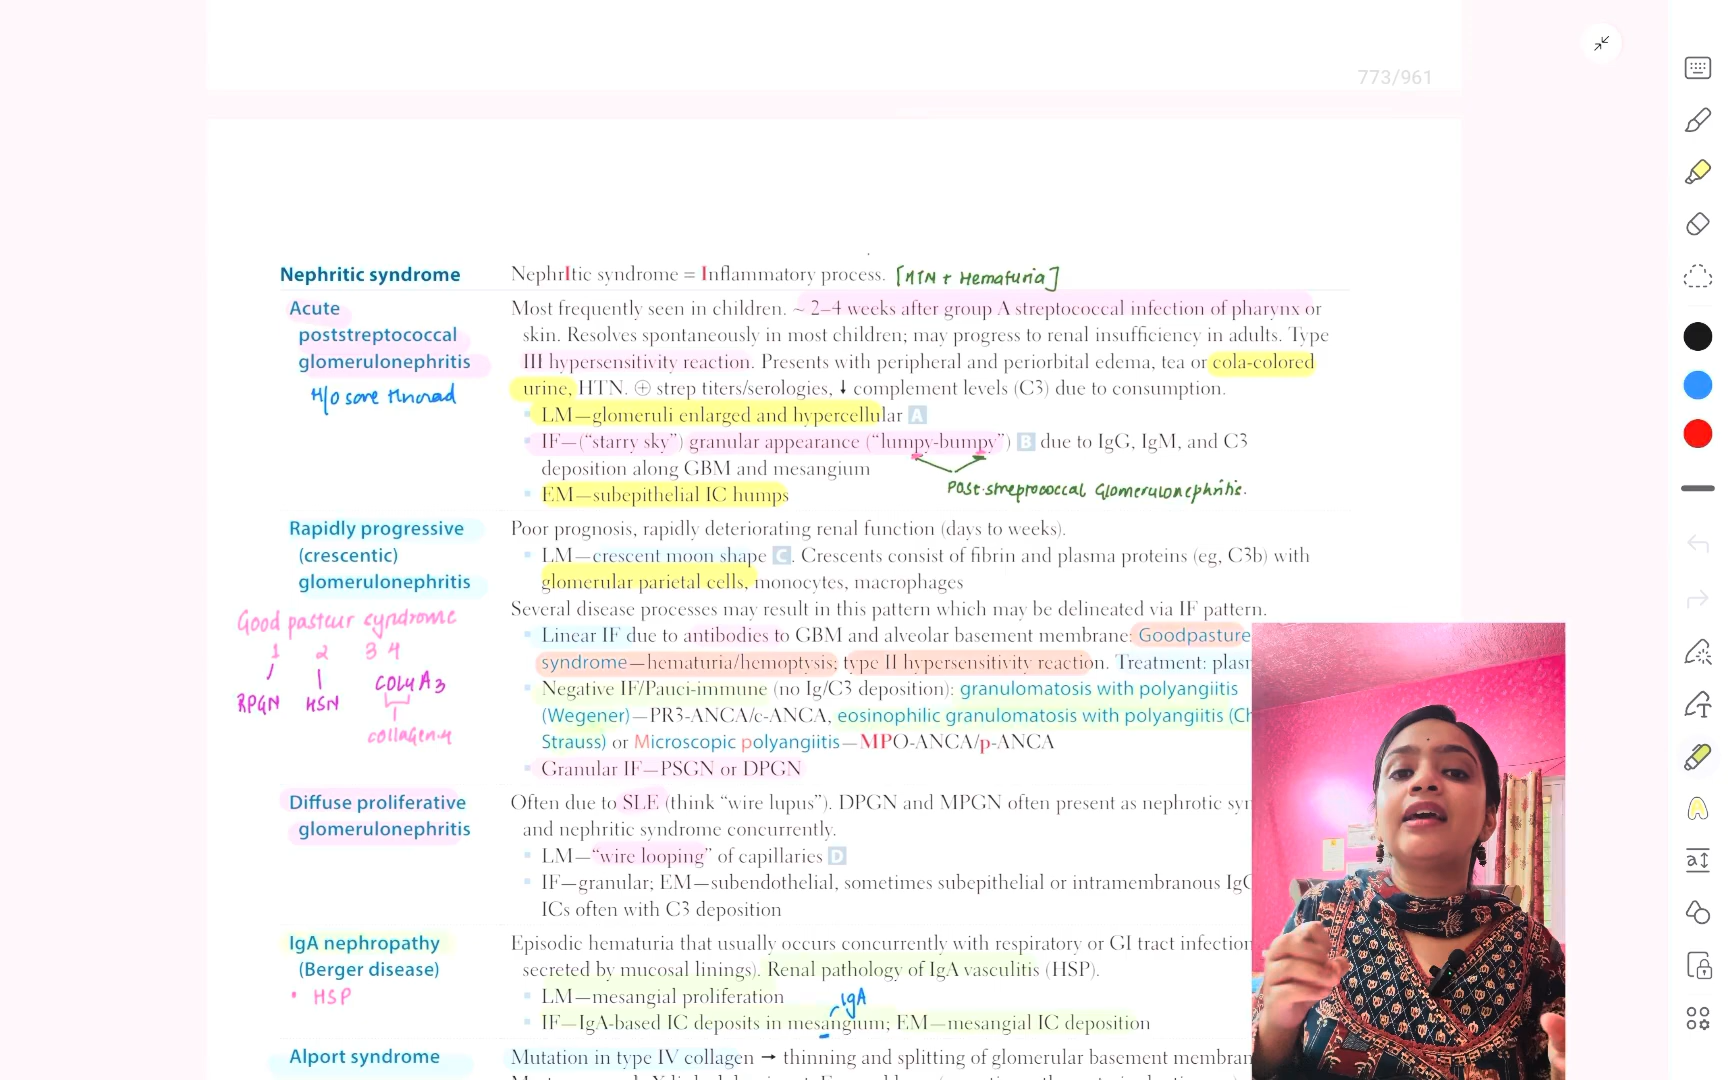 773/961
Nephritic syndrome NephrItic syndrome = Inflammatory process. [HTN + Hematuria]
Acute Most frequently seen in children. ~ 2–4 weeks after group A streptococcal infection of pharynx or
poststreptococcal skin. Resolves spontaneously in most children; may progress to renal insufficiency in adults. Type
glomerulonephritis III hypersensitivity reaction. Presents with peripheral and periorbital edema, tea or cola-colored
H/o sore urine, HTN. ⊕ strep titers/serologies, ↓ complement levels (C3) due to consumption.
LM—glomeruli enlarged and hypercellular A
IF—(“starry sky”) granular appearance (“lumpy-bumpy”) B due to IgG, IgM, and C3
deposition along GBM and mesangium
Post-streptococcal Glomerulonephritis.
EM—subepithelial IC humps
Rapidly progressive Poor prognosis, rapidly deteriorating renal function (days to weeks).
(crescentic) LM—crescent moon shape C. Crescents consist of fibrin and plasma proteins (eg, C3b) with
glomerulonephritis glomerular parietal cells, monocytes, macrophages
Several disease processes may result in this pattern which may be delineated via IF pattern.
Good pastcur syndrome
Linear IF due to antibodies to GBM and alveolar basement membrane: Goodpasture
1 2 3 4
syndrome—hematuria/hemoptysis; type II hypersensitivity reaction. Treatment: plasm
COL4A3
Negative IF/Pauci-immune (no Ig/C3 deposition): granulomatosis with polyangiitis
RPGN HSN
(Wegener)—PR3-ANCA/c-ANCA, eosinophilic granulomatosis with polyangiitis (Ch
collagen-4
Strauss) or Microscopic polyangiitis—MPO-ANCA/p-ANCA
Granular IF—PSGN or DPGN
Diffuse proliferative Often due to SLE (think “wire lupus”). DPGN and MPGN often present as nephrotic syn
glomerulonephritis and nephritic syndrome concurrently.
LM—“wire looping” of capillaries D
IF—granular; EM—subendothelial, sometimes subepithelial or intramembranous IgG
ICs often with C3 deposition
IgA nephropathy Episodic hematuria that usually occurs concurrently with respiratory or GI tract infection
(Berger disease) secreted by mucosal linings). Renal pathology of IgA vasculitis (HSP).
• HSP LM—mesangial proliferation
IgA
IF—IgA-based IC deposits in mesangium; EM—mesangial IC deposition
Alport syndrome Mutation in type IV collagen → thinning and splitting of glomerular basement membran